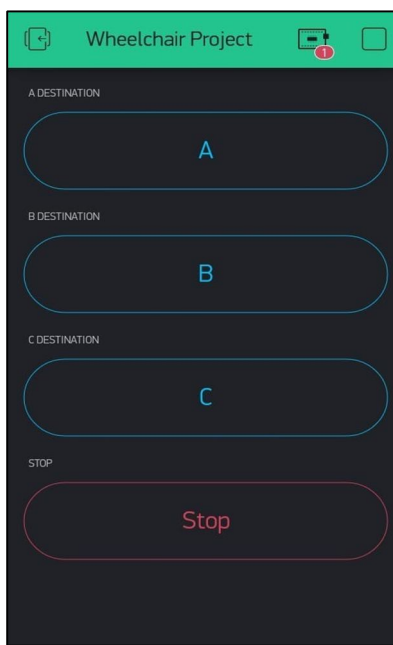 Wheelchair Project
1
A DESTINATION
A
B DESTINATION
B
C DESTINATION
C
STOP
Stop